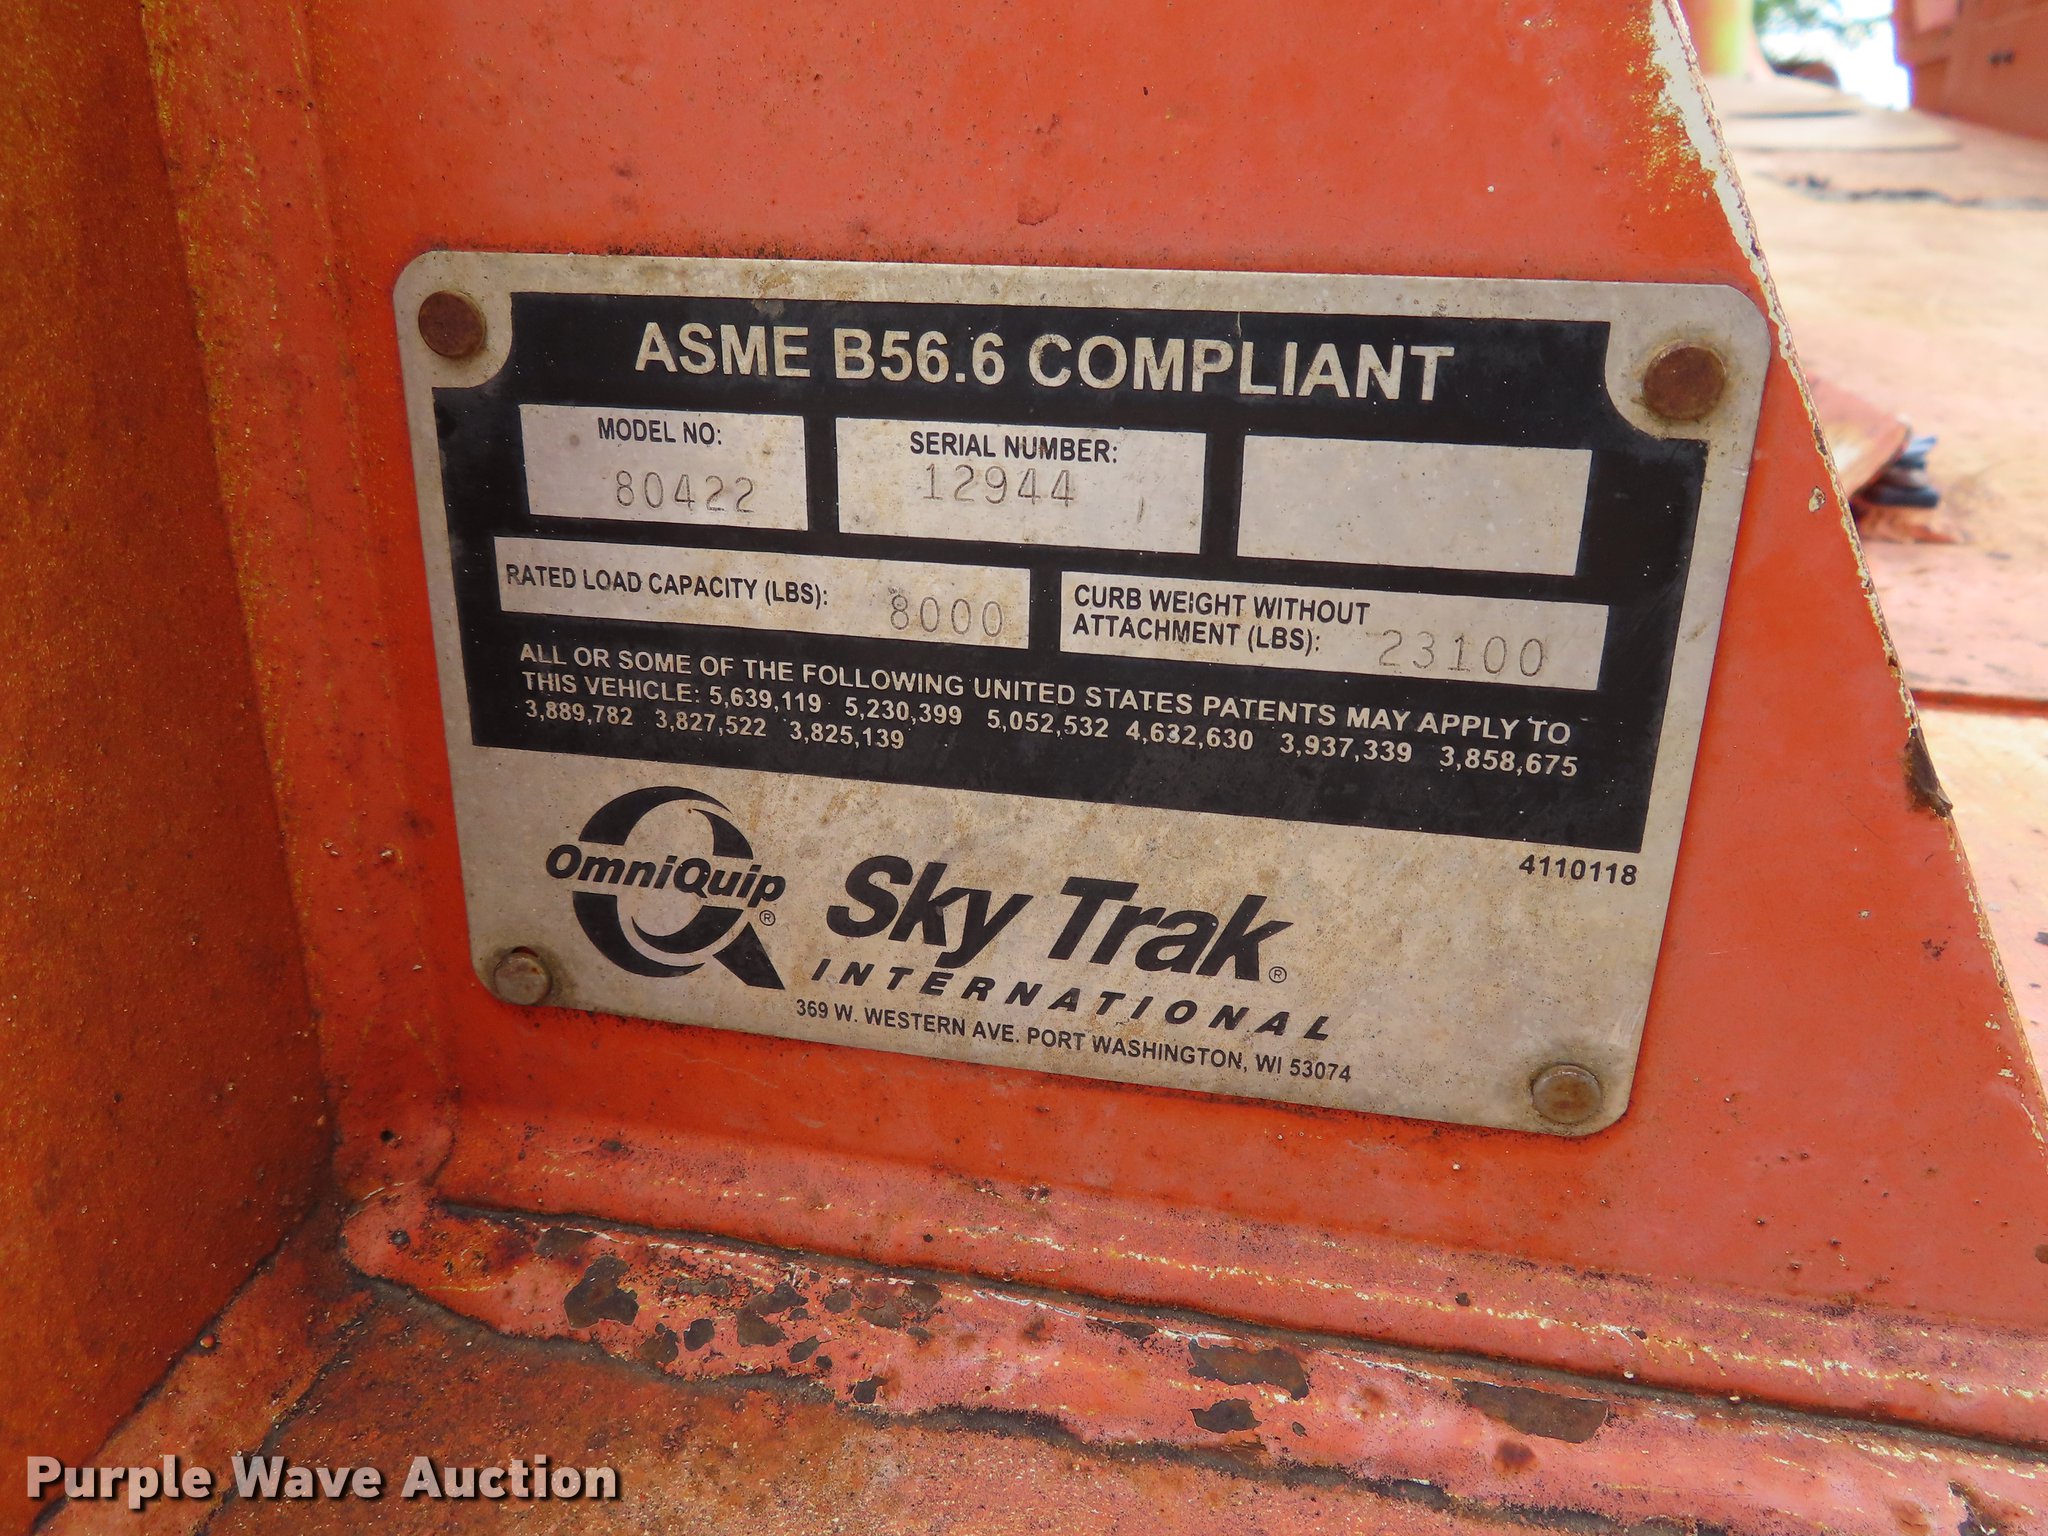 ASME B56.6 COMPLIANT
MODEL NO:
80422
SERIAL NUMBER:
12944
RATED LOAD CAPACITY (LBS): 8000
CURB WEIGHT WITHOUT
ATTACHMENT (LBS): 23100
ALL OR SOME OF THE FOLLOWING UNITED STATES PATENTS MAY APPLY TO
THIS VEHICLE: 5,639,119 5,230,399 5,052,532 4,632,630 3,937,339 3,858,675
3,889,782 3,827,522 3,825,139
4110118
OmniQuip®
Sky Trak®
INTERNATIONAL
369 W. WESTERN AVE. PORT WASHINGTON, WI 53074
Purple Wave Auction